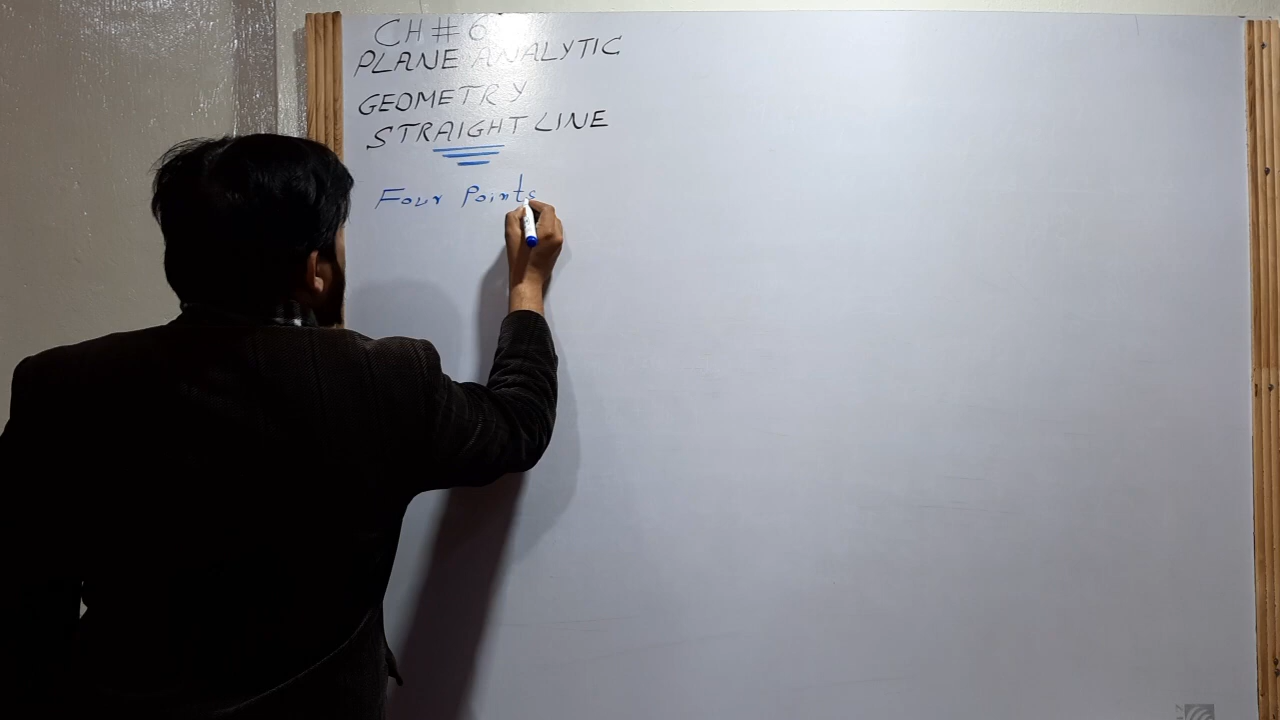 CH # 6
PLANE ANALYTIC
GEOMETRY
STRAIGHT LINE
Four Points